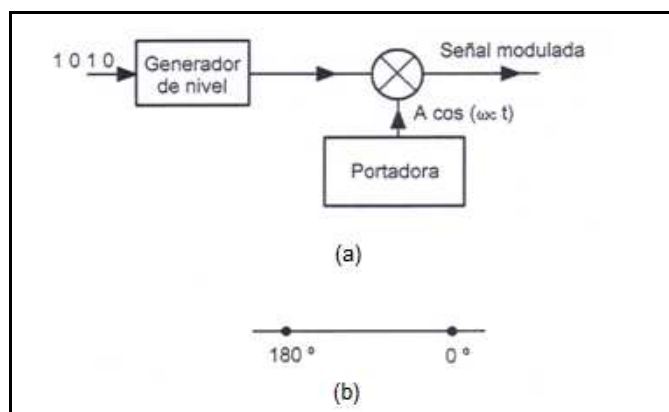 1 0 1 0
Generador
de nivel
Señal modulada
A cos (ωc t)
Portadora
(a)
180 º
0 º
(b)